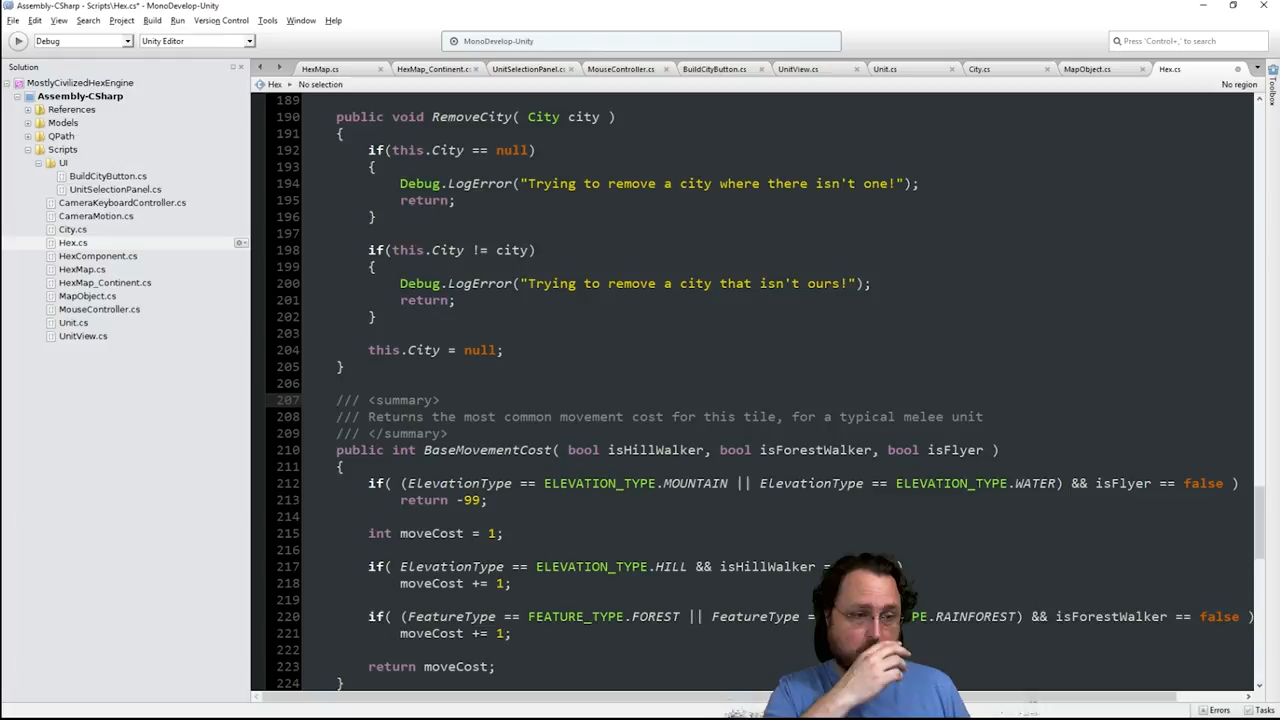 Assembly-CSharp - Scripts\Hex.cs* - MonoDevelop-Unity
File Edit View Search Project Build Run Version Control Tools Window Help
Debug Unity Editor MonoDevelop-Unity Press 'Control+,' to search
Solution HexMap.cs HexMap_Continent.cs UnitSelectionPanel.cs MouseController.cs BuildCityButton.cs UnitView.cs Unit.cs City.cs MapObject.cs Hex.cs
Hex No selection No region
Toolbox
MostlyCivilizedHexEngine
Assembly-CSharp
References
Models
QPath
Scripts
UI
BuildCityButton.cs
UnitSelectionPanel.cs
CameraKeyboardController.cs
CameraMotion.cs
City.cs
Hex.cs
HexComponent.cs
HexMap.cs
HexMap_Continent.cs
MapObject.cs
MouseController.cs
Unit.cs
UnitView.cs
189
190 public void RemoveCity( City city )
191 {
192 if(this.City == null)
193 {
194 Debug.LogError("Trying to remove a city where there isn't one!");
195 return;
196 }
197
198 if(this.City != city)
199 {
200 Debug.LogError("Trying to remove a city that isn't ours!");
201 return;
202 }
203
204 this.City = null;
205 }
206
207 /// <summary>
208 /// Returns the most common movement cost for this tile, for a typical melee unit
209 /// </summary>
210 public int BaseMovementCost( bool isHillWalker, bool isForestWalker, bool isFlyer )
211 {
212 if( (ElevationType == ELEVATION_TYPE.MOUNTAIN || ElevationType == ELEVATION_TYPE.WATER) && isFlyer == false )
213 return -99;
214
215 int moveCost = 1;
216
217 if( ElevationType == ELEVATION_TYPE.HILL && isHillWalker = )
218 moveCost += 1;
219
220 if( (FeatureType == FEATURE_TYPE.FOREST || FeatureType = PE.RAINFOREST) && isForestWalker == false )
221 moveCost += 1;
222
223 return moveCost;
224 }
Errors Tasks